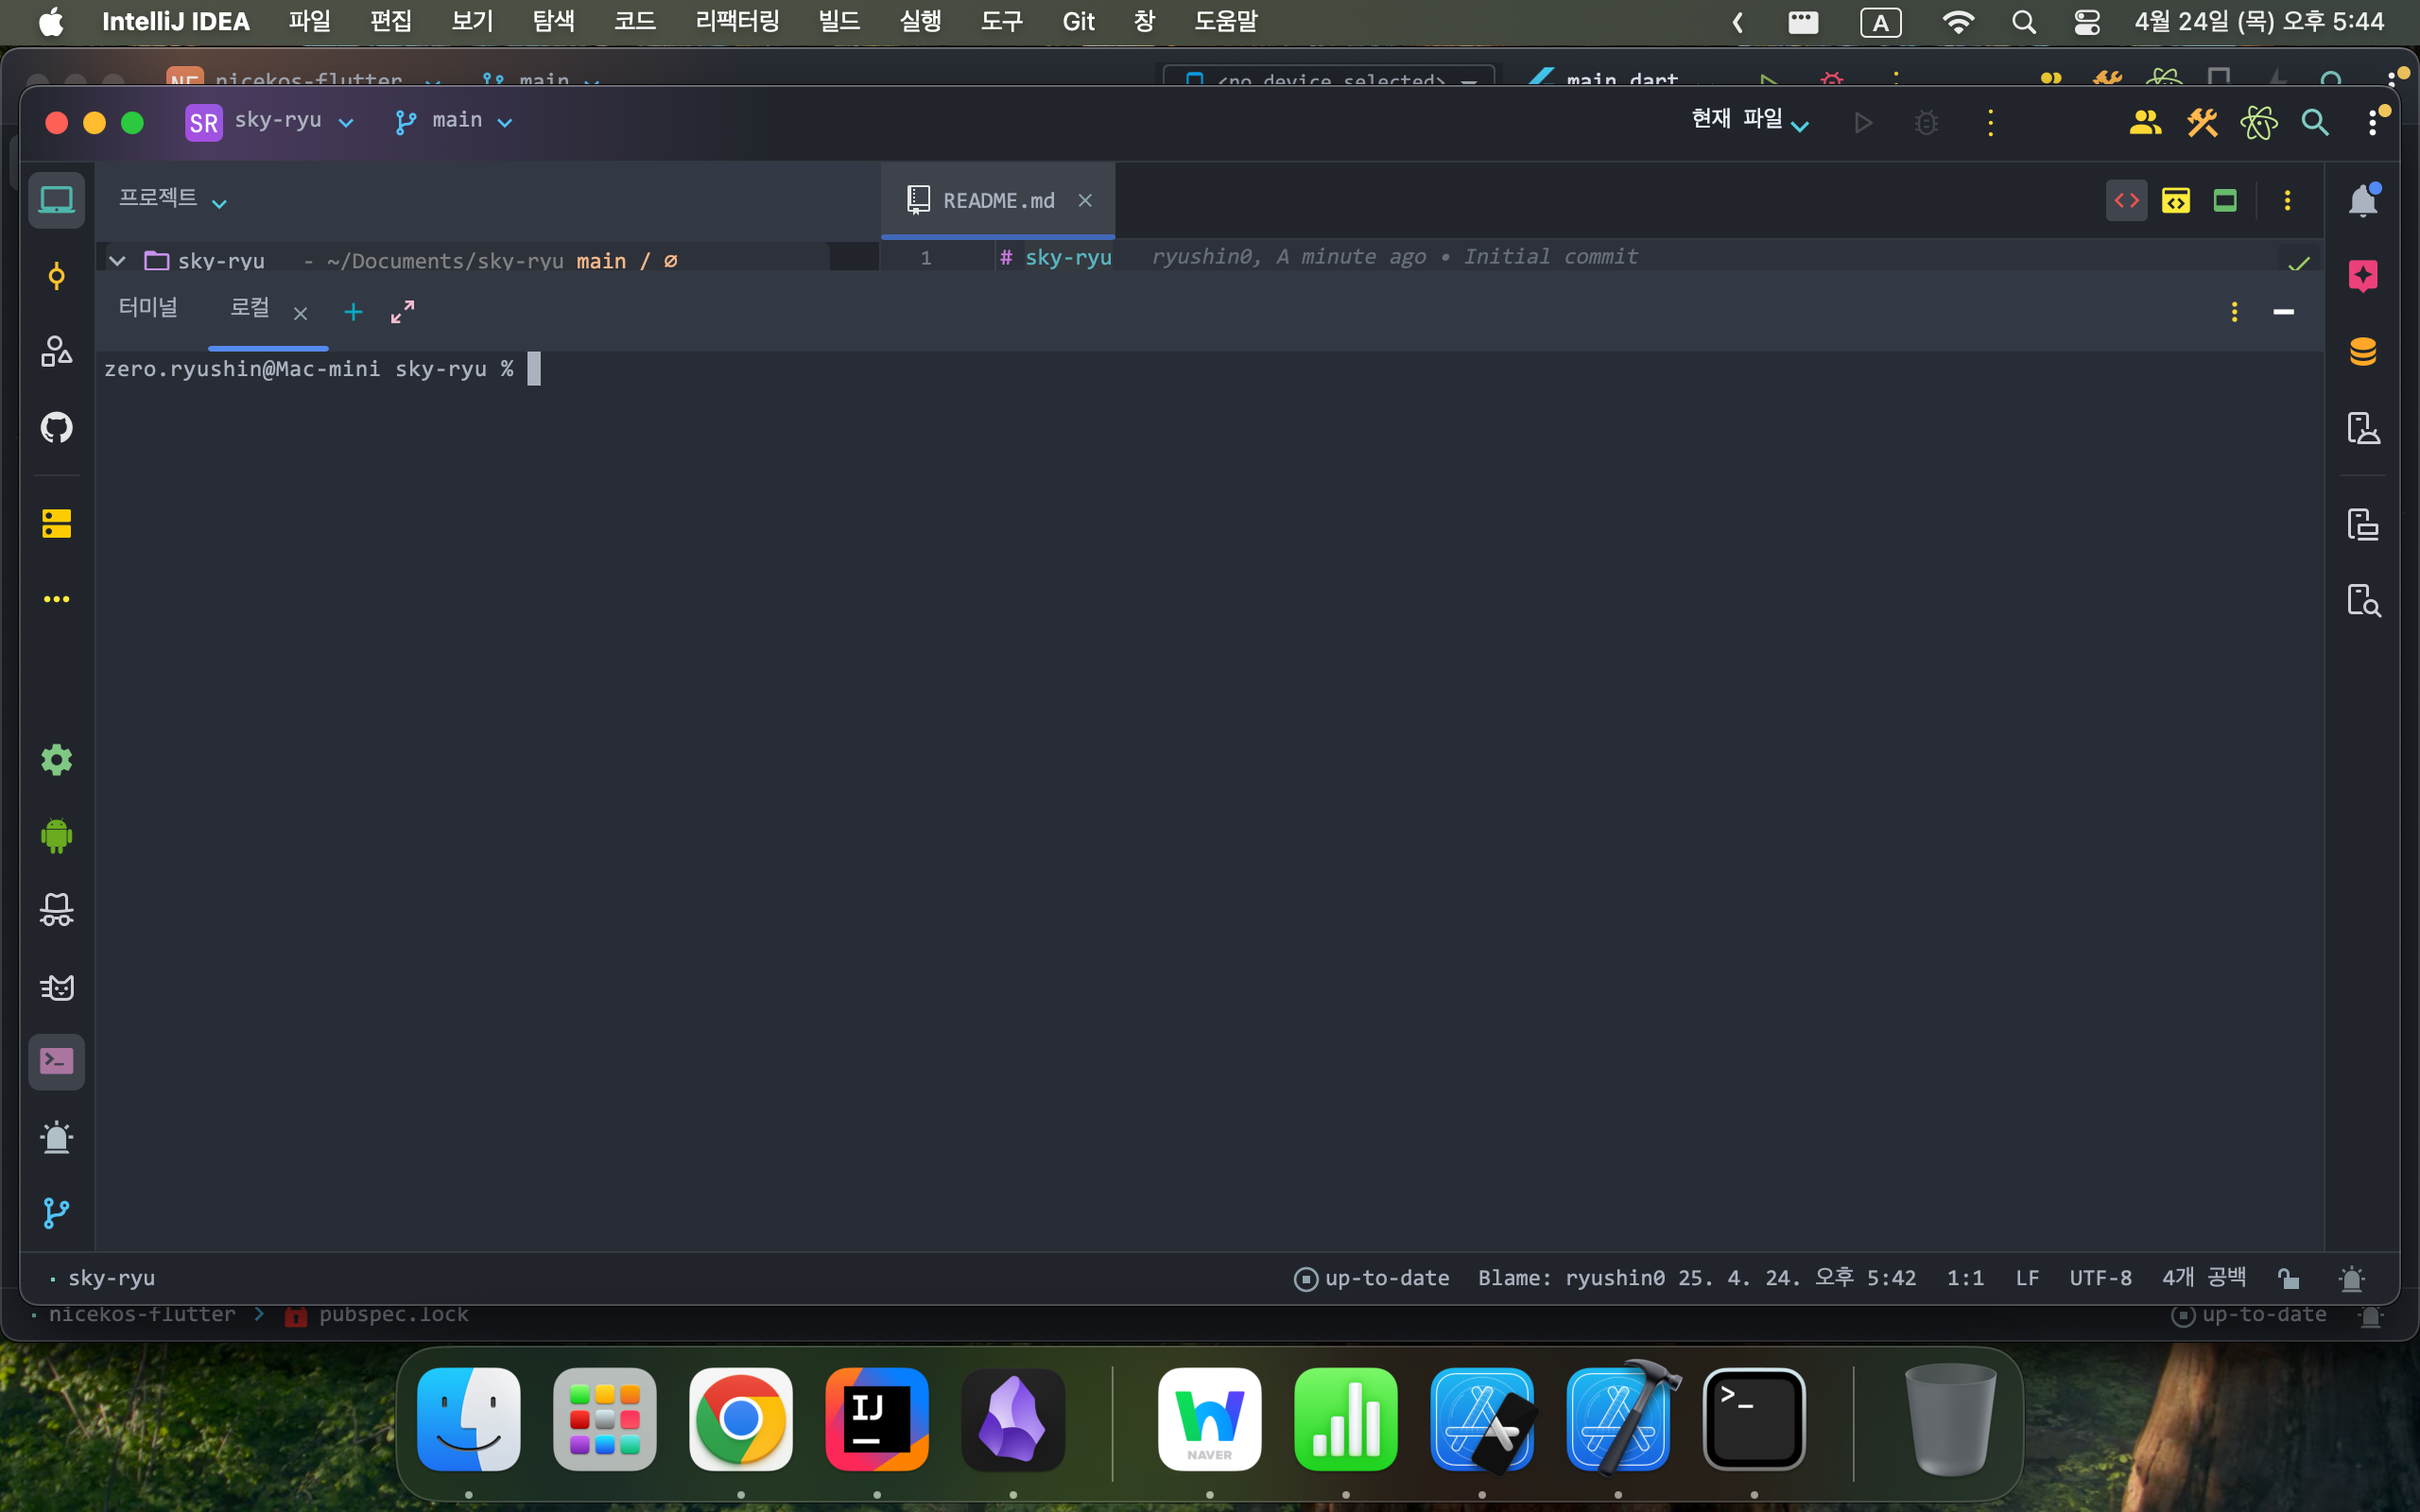 IntelliJ IDEA 파일 편집 보기 탐색 코드 리팩터링 빌드 실행 도구 Git 창 도움말 A 4월 24일 (목) 오후 5:44
NF nicekos-flutter main <no device selected> main.dart
SR sky-ryu main 현재 파일
프로젝트 README.md
sky-ryu - ~/Documents/sky-ryu main / ∅ 1 # sky-ryu ryushin0, A minute ago • Initial commit
터미널 로컬
zero.ryushin@Mac-mini sky-ryu %
sky-ryu up-to-date Blame: ryushin0 25. 4. 24. 오후 5:42 1:1 LF UTF-8 4개 공백
nicekos-flutter pubspec.lock up-to-date
IJ NAVER >_